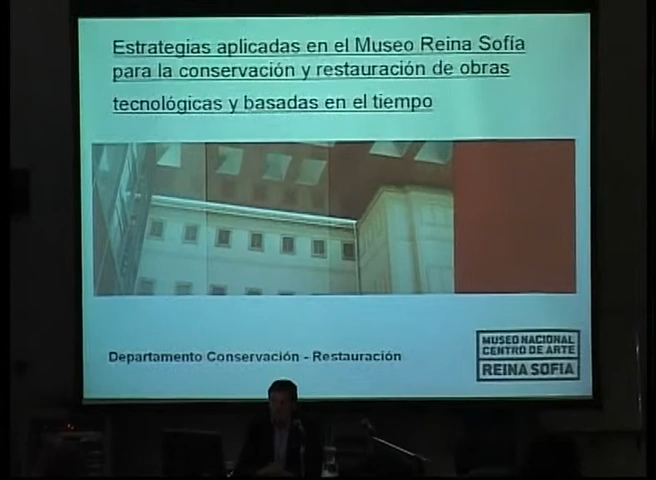 Estrategias aplicadas en el Museo Reina Sofía
para la conservación y restauración de obras
tecnológicas y basadas en el tiempo
Departamento Conservación - Restauración
MUSEO NACIONAL
CENTRO DE ARTE
REINA SOFIA